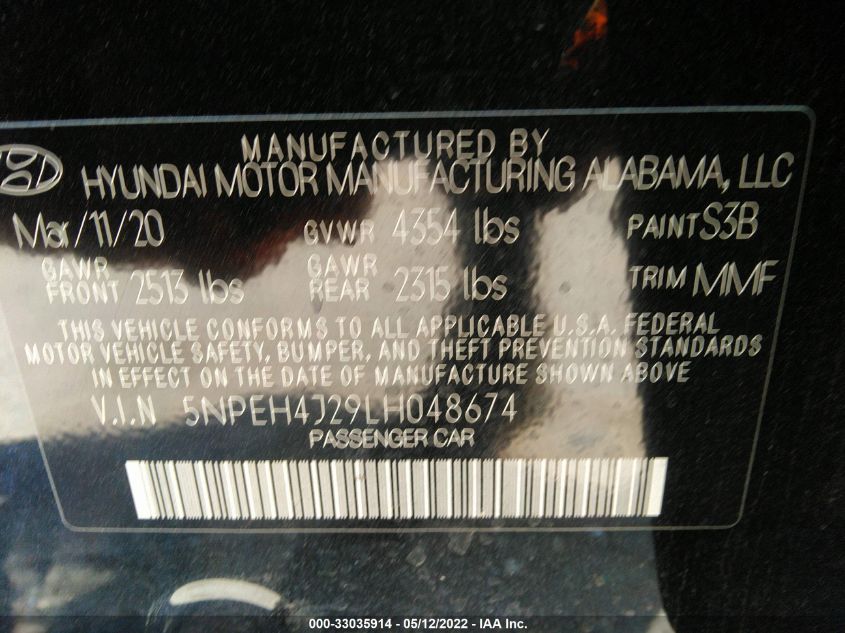 MANUFACTURED BY
HYUNDAI MOTOR MANUFACTURING ALABAMA, LLC
Mar/11/20 GVWR 4354 lbs PAINT S3B
GAWR FRONT 2513 lbs GAWR REAR 2315 lbs TRIM MMF
THIS VEHICLE CONFORMS TO ALL APPLICABLE U.S.A. FEDERAL
MOTOR VEHICLE SAFETY, BUMPER, AND THEFT PREVENTION STANDARDS
IN EFFECT ON THE DATE OF MANUFACTURE SHOWN ABOVE.
V.I.N 5NPEH4J29LH048674
PASSENGER CAR
000-33035914 - 05/12/2022 - IAA Inc.